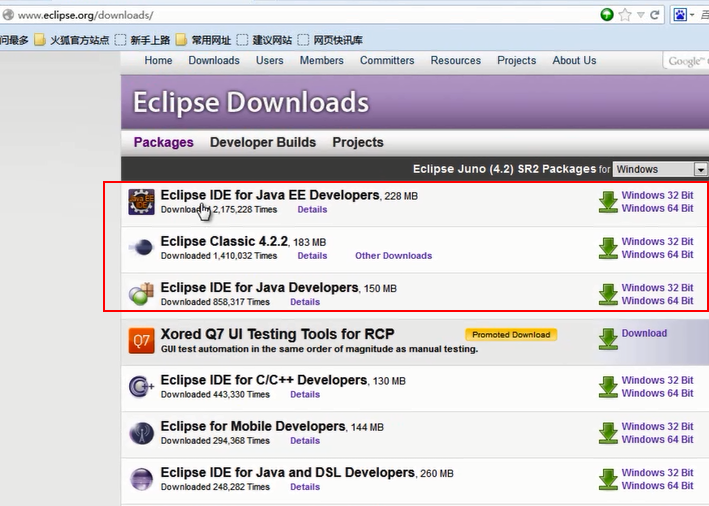 www.eclipse.org/downloads/
问最多 火狐官方站点 新手上路 常用网址 建议网站 网页快讯库
Home Downloads Users Members Committers Resources Projects About Us
Google™
Eclipse Downloads
Packages Developer Builds Projects
Eclipse Juno (4.2) SR2 Packages for Windows
Eclipse IDE for Java EE Developers, 228 MB
Windows 32 Bit
Downloaded 2,175,228 Times Details
Windows 64 Bit
Eclipse Classic 4.2.2, 183 MB
Windows 32 Bit
Downloaded 1,410,032 Times Details Other Downloads
Windows 64 Bit
Eclipse IDE for Java Developers, 150 MB
Windows 32 Bit
Downloaded 858,317 Times Details
Windows 64 Bit
Q7 Xored Q7 UI Testing Tools for RCP Promoted Download Download
GUI test automation in the same order of magnitude as manual testing.
Eclipse IDE for C/C++ Developers, 130 MB
Windows 32 Bit
Downloaded 443,330 Times Details
Windows 64 Bit
Eclipse for Mobile Developers, 144 MB
Windows 32 Bit
Downloaded 294,368 Times Details
Windows 64 Bit
Eclipse IDE for Java and DSL Developers, 260 MB
Windows 32 Bit
Downloaded 248,282 Times Details
Windows 64 Bit